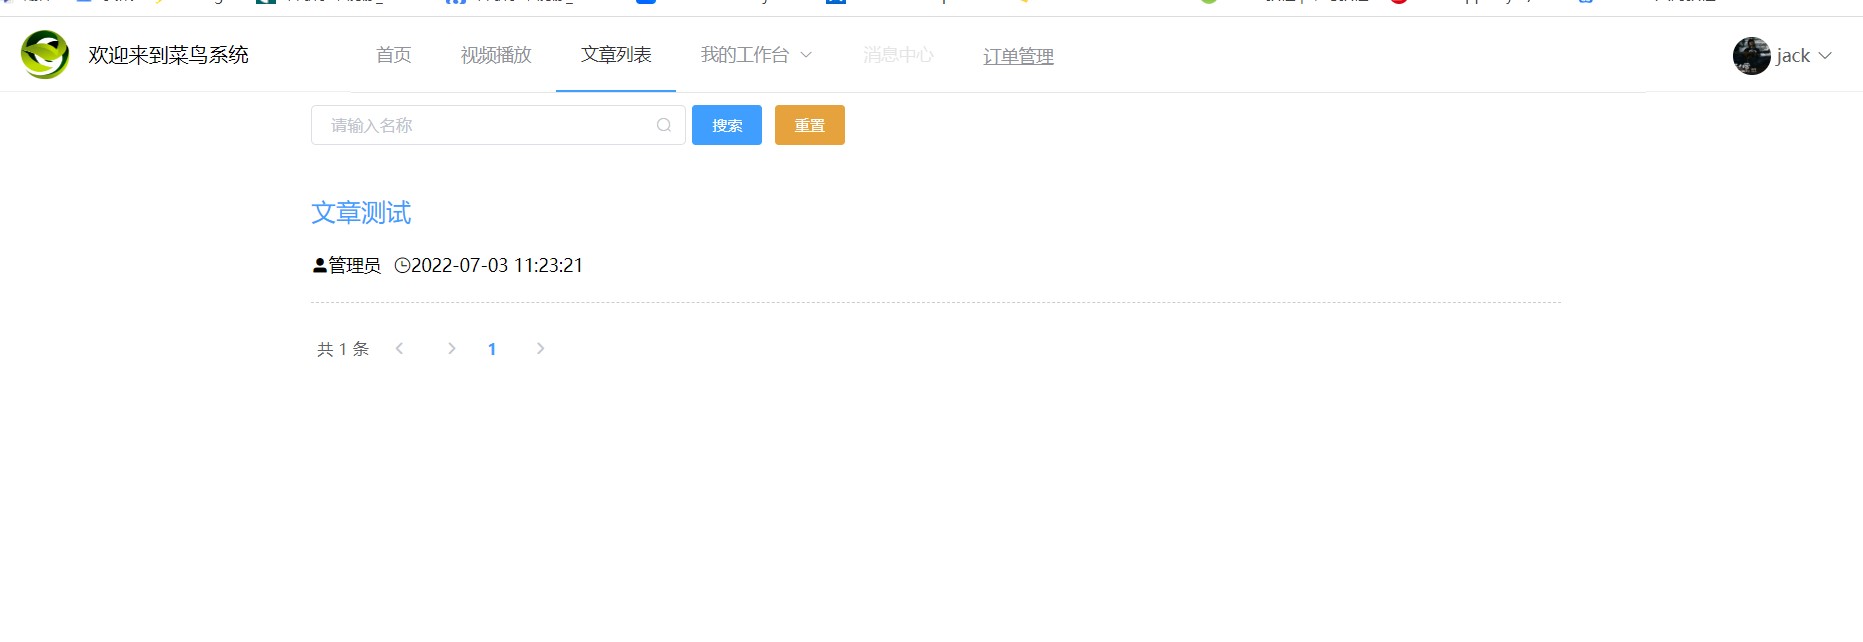 欢迎来到菜鸟系统 首页 视频播放 文章列表 我的工作台 消息中心 订单管理 jack
请输入名称 搜索 重置
文章测试
管理员 2022-07-03 11:23:21
共 1 条 1